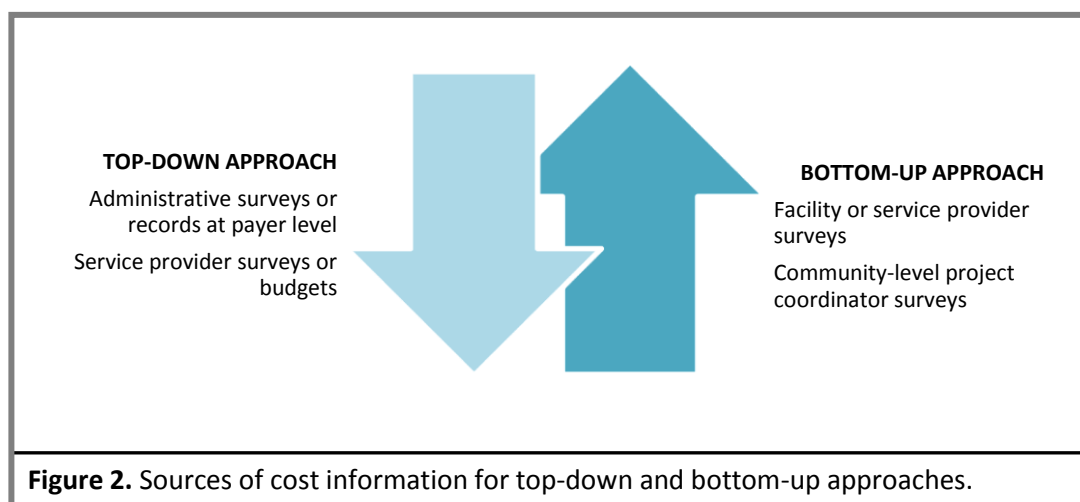 TOP-DOWN APPROACH
Administrative surveys or
records at payer level
Service provider surveys or
budgets
BOTTOM-UP APPROACH
Facility or service provider
surveys
Community-level project
coordinator surveys
Figure 2. Sources of cost information for top-down and bottom-up approaches.